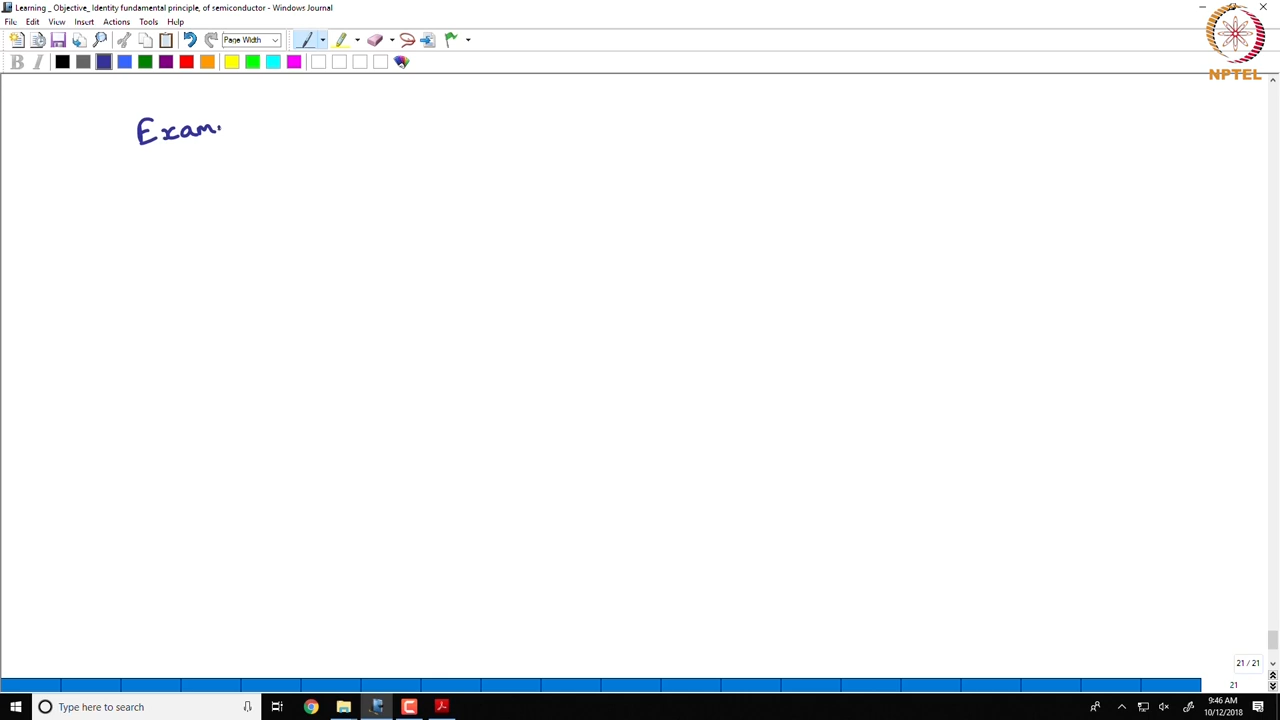 Learning _ Objective_ Identity fundamental principle, of semiconductor - Windows Journal
File Edit View Insert Actions Tools Help
Page Width
B I
NPTEL
Exam
21 / 21
21
Type here to search
9:46 AM
10/12/2018